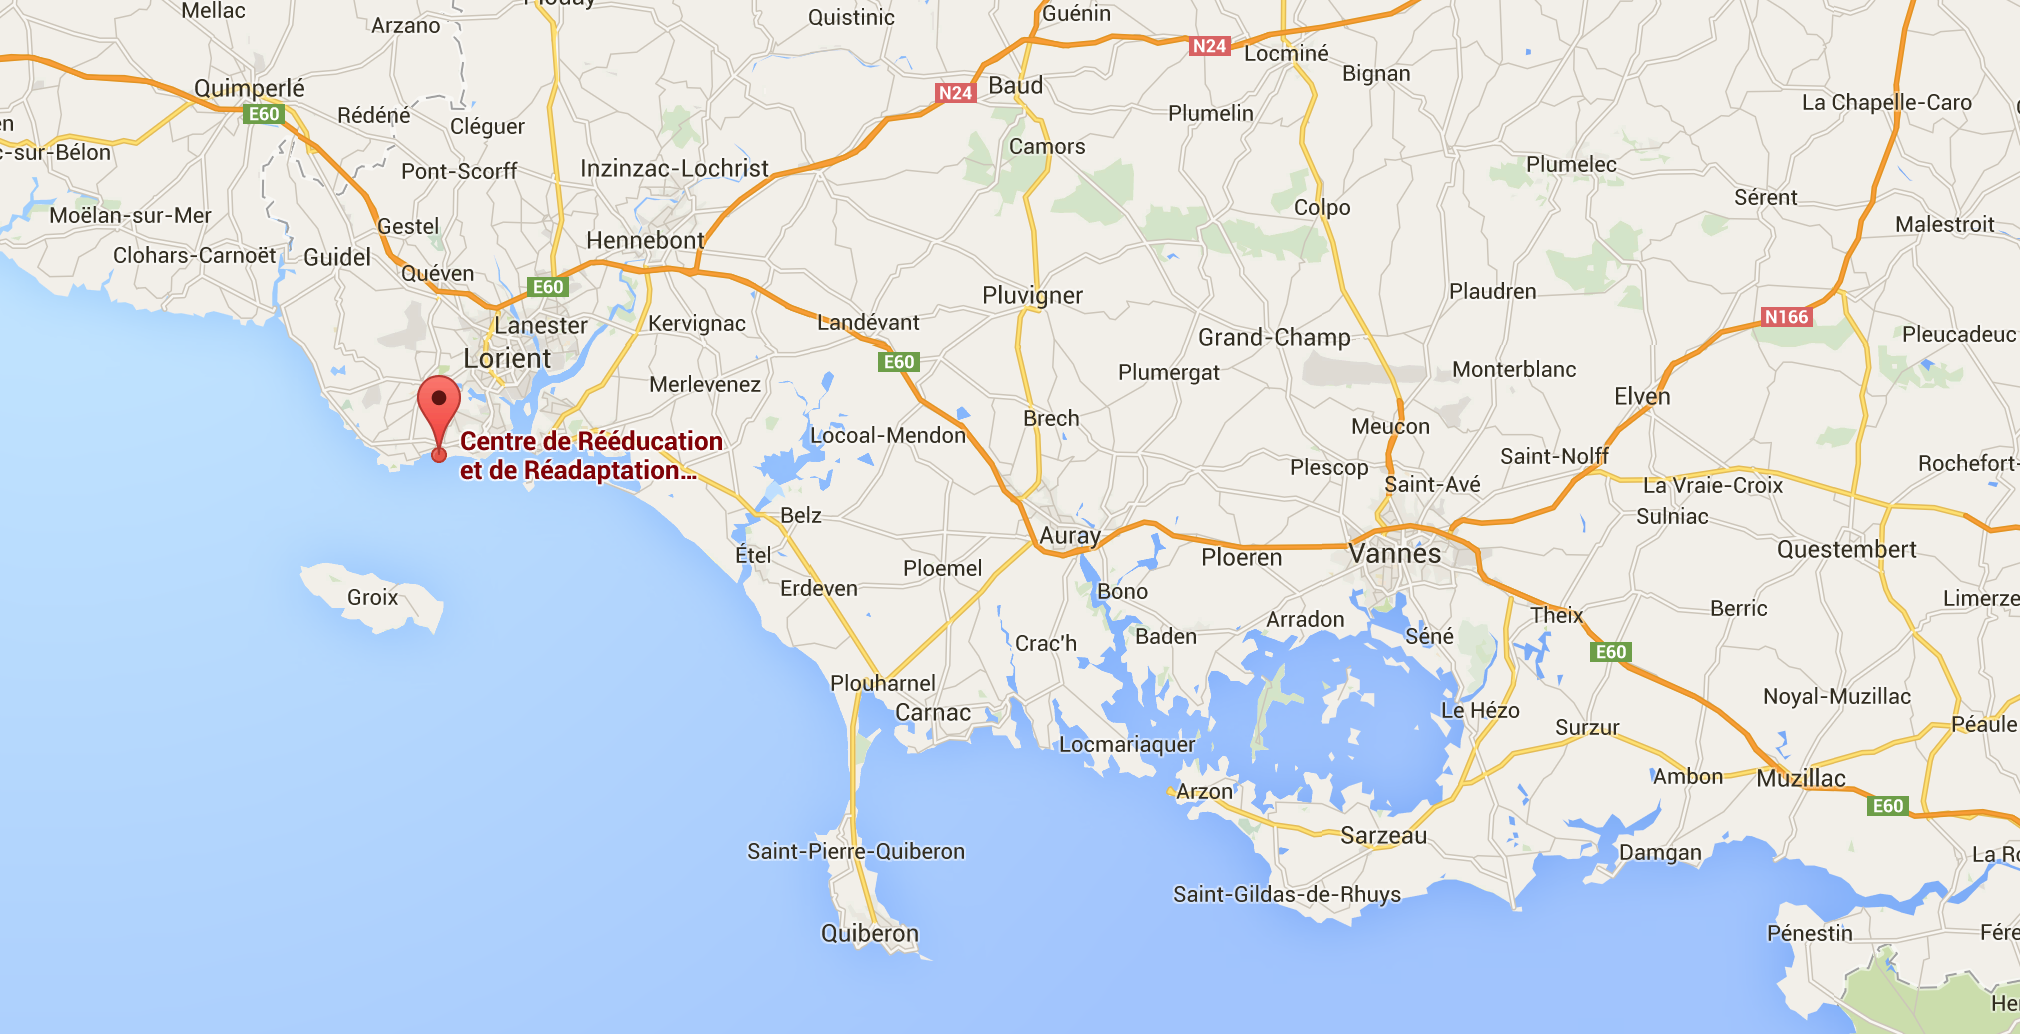 Mellac
Arzano
Plouay
Quistinic
Guénin
N24
Locminé
Bignan
Quimperlé
E60
Rédéné
Cléguer
N24
Baud
Plumelin
La Chapelle-Caro
c-sur-Bélon
Pont-Scorff
Inzinzac-Lochrist
Camors
Plumelec
Sérent
Moëlan-sur-Mer
Gestel
Colpo
Malestroit
Clohars-Carnoët
Guidel
Quéven
Hennebont
E60
Pluvigner
Plaudren
Lanester
Kervignac
Landévant
N166
Lorient
E60
Grand-Champ
Pleucadeuc
Merlevenez
Plumergat
Monterblanc
Elven
Brech
Meucon
Centre de Rééducation
et de Réadaptation...
Locoal-Mendon
Plescop
Saint-Avé
Saint-Nolff
Rochefort-
La Vraie-Croix
Belz
Sulniac
Étel
Auray
Ploeren
Vannes
Questembert
Ploemel
Groix
Erdeven
Bono
Arradon
Theix
Berric
Limerze
Crac'h
Baden
Séné
E60
Plouharnel
Carnac
Le Hézo
Noyal-Muzillac
Surzur
Péaule
Locmariaquer
Arzon
Ambon
Muzillac
E60
Saint-Pierre-Quiberon
Sarzeau
Damgan
La Ro
Saint-Gildas-de-Rhuys
Quiberon
Pénestin
Fére
He